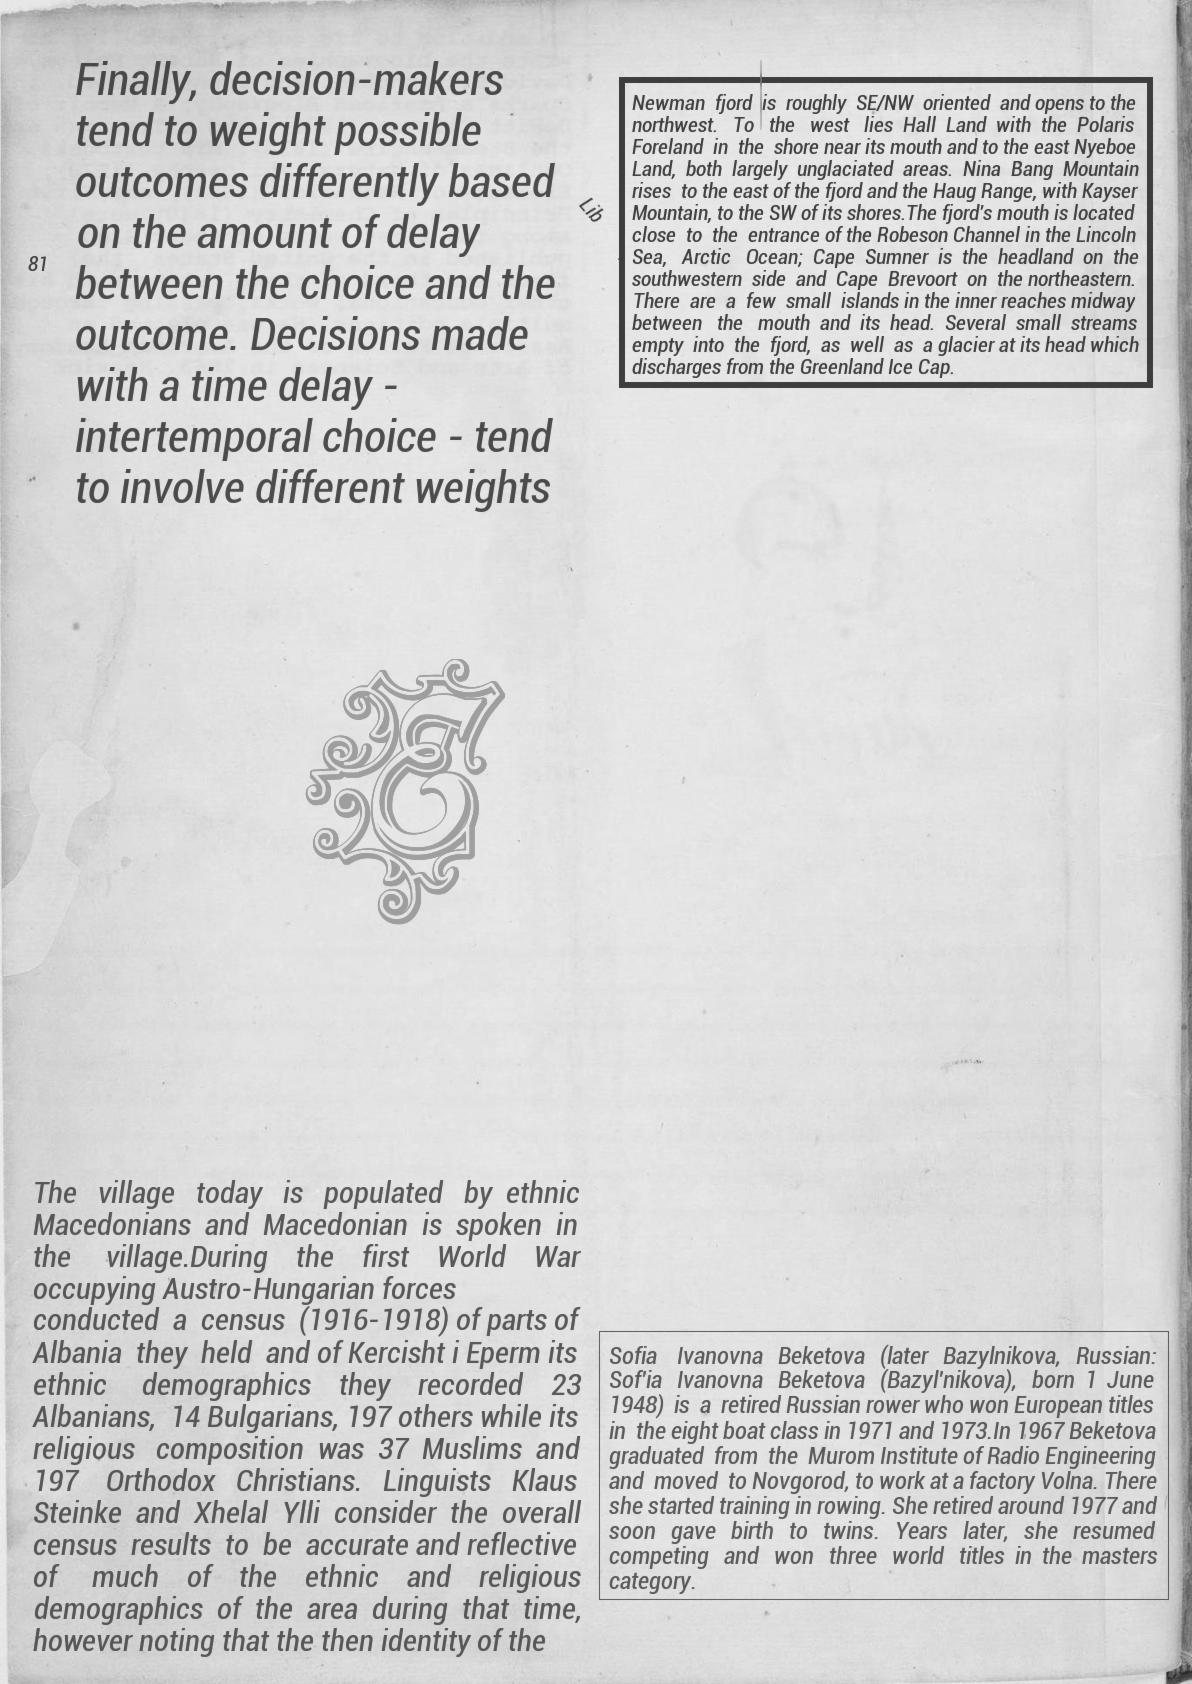 Finally, decision-makers
tend to weight possible
outcomes differently based
on the amount of delay
between the choice and the
outcome. Decisions made
with a time delay -
intertemporal choice - tend
to involve different weights
81
Lib
Newman fjord is roughly SE/NW oriented and opens to the
northwest. To the west lies Hall Land with the Polaris
Foreland in the shore near its mouth and to the east Nyeboe
Land, both largely unglaciated areas. Nina Bang Mountain
rises to the east of the fjord and the Haug Range, with Kayser
Mountain, to the SW of its shores.The fjord's mouth is located
close to the entrance of the Robeson Channel in the Lincoln
Sea, Arctic Ocean; Cape Sumner is the headland on the
southwestern side and Cape Brevoort on the northeastern.
There are a few small islands in the inner reaches midway
between the mouth and its head. Several small streams
empty into the fjord, as well as a glacier at its head which
discharges from the Greenland Ice Cap.
E
The village today is populated by ethnic
Macedonians and Macedonian is spoken in
the village.During the first World War
occupying Austro-Hungarian forces
conducted a census (1916-1918) of parts of
Albania they held and of Kercisht i Eperm its
ethnic demographics they recorded 23
Albanians, 14 Bulgarians, 197 others while its
religious composition was 37 Muslims and
197 Orthodox Christians. Linguists Klaus
Steinke and Xhelal Ylli consider the overall
census results to be accurate and reflective
of much of the ethnic and religious
demographics of the area during that time,
however noting that the then identity of the
Sofia Ivanovna Beketova (later Bazylnikova, Russian:
Sof'ia Ivanovna Beketova (Bazyl'nikova), born 1 June
1948) is a retired Russian rower who won European titles
in the eight boat class in 1971 and 1973.In 1967 Beketova
graduated from the Murom Institute of Radio Engineering
and moved to Novgorod, to work at a factory Volna. There
she started training in rowing. She retired around 1977 and
soon gave birth to twins. Years later, she resumed
competing and won three world titles in the masters
category.